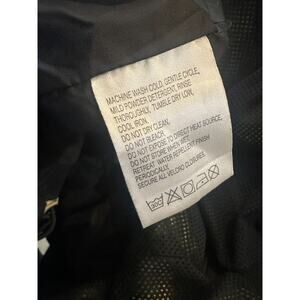 MACHINE WASH COLD, GENTLE CYCLE,
MILD POWDER DETERGENT, RINSE
THOROUGHLY, TUMBLE DRY LOW,
COOL IRON.
DO NOT DRY CLEAN.
DO NOT BLEACH
DO NOT EXPOSE TO DIRECT HEAT SOURCE,
DO NOT STORE WHEN WET.
RETREAT WATER REPELLENT FINISH
PERIODICALLY.
SECURE ALL VELCRO CLOSURES.